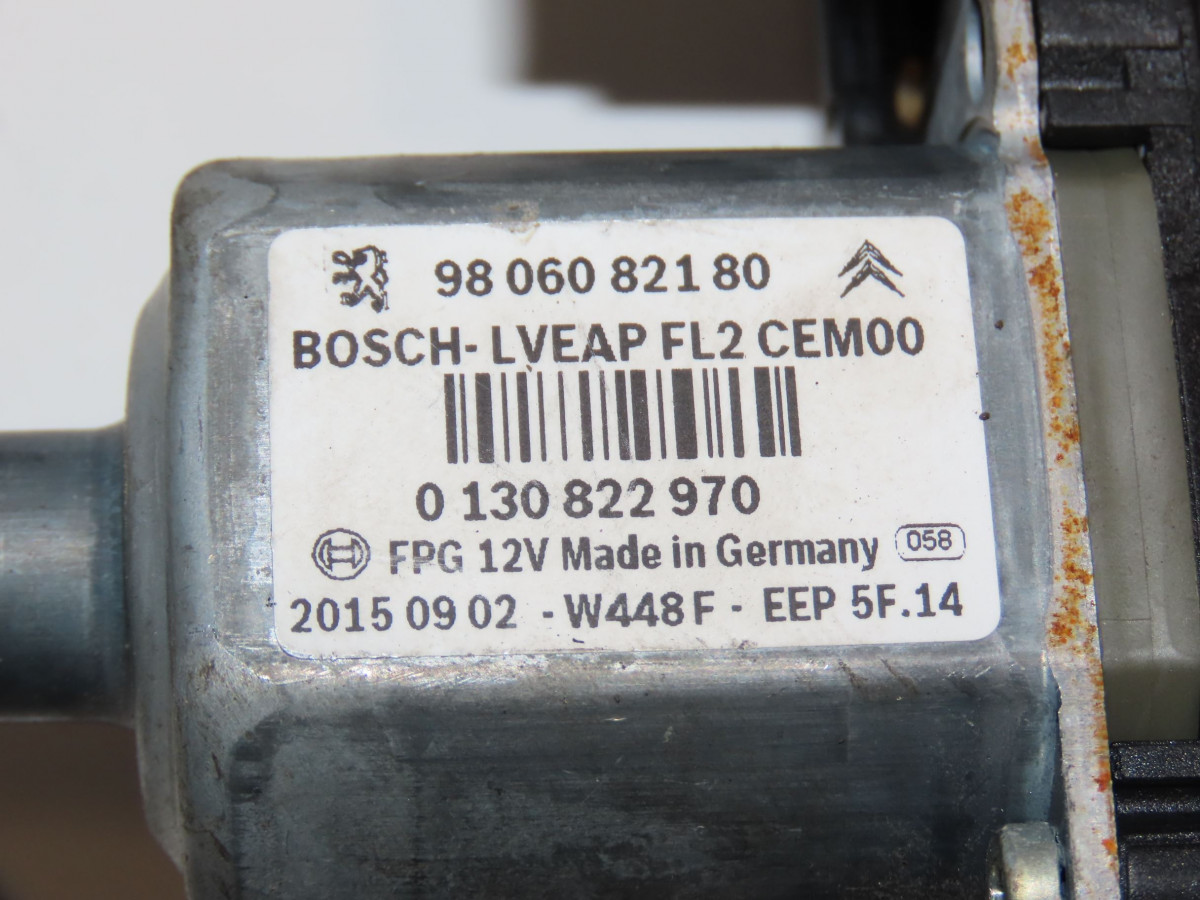 98 060 821 80
BOSCH- LVEAP FL2 CEM00
0 130 822 970
FPG 12V Made in Germany 058
2015 09 02 - W448F - EEP 5F.14